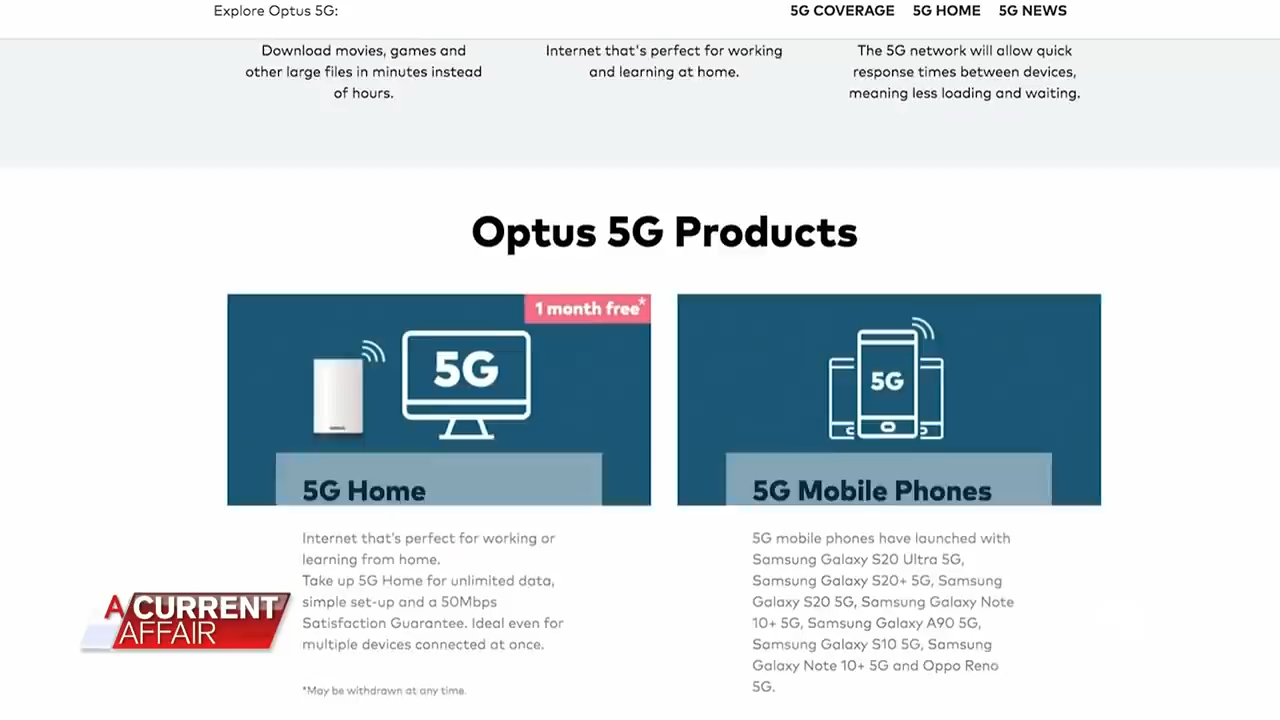 Explore Optus 5G:
5G COVERAGE 5G HOME 5G NEWS
Download movies, games and
other large files in minutes instead
of hours.
Internet that's perfect for working
and learning at home.
The 5G network will allow quick
response times between devices,
meaning less loading and waiting.
Optus 5G Products
1 month free*
5G
5G Home
Internet that's perfect for working or
learning from home.
Take up 5G Home for unlimited data,
simple set-up and a 50Mbps
Satisfaction Guarantee. Ideal even for
multiple devices connected at once.
*May be withdrawn at any time.
5G
5G Mobile Phones
5G mobile phones have launched with
Samsung Galaxy S20 Ultra 5G,
Samsung Galaxy S20+ 5G, Samsung
Galaxy S20 5G, Samsung Galaxy Note
10+ 5G, Samsung Galaxy A90 5G,
Samsung Galaxy S10 5G, Samsung
Galaxy Note 10+ 5G and Oppo Reno
5G.
A CURRENT
AFFAIR